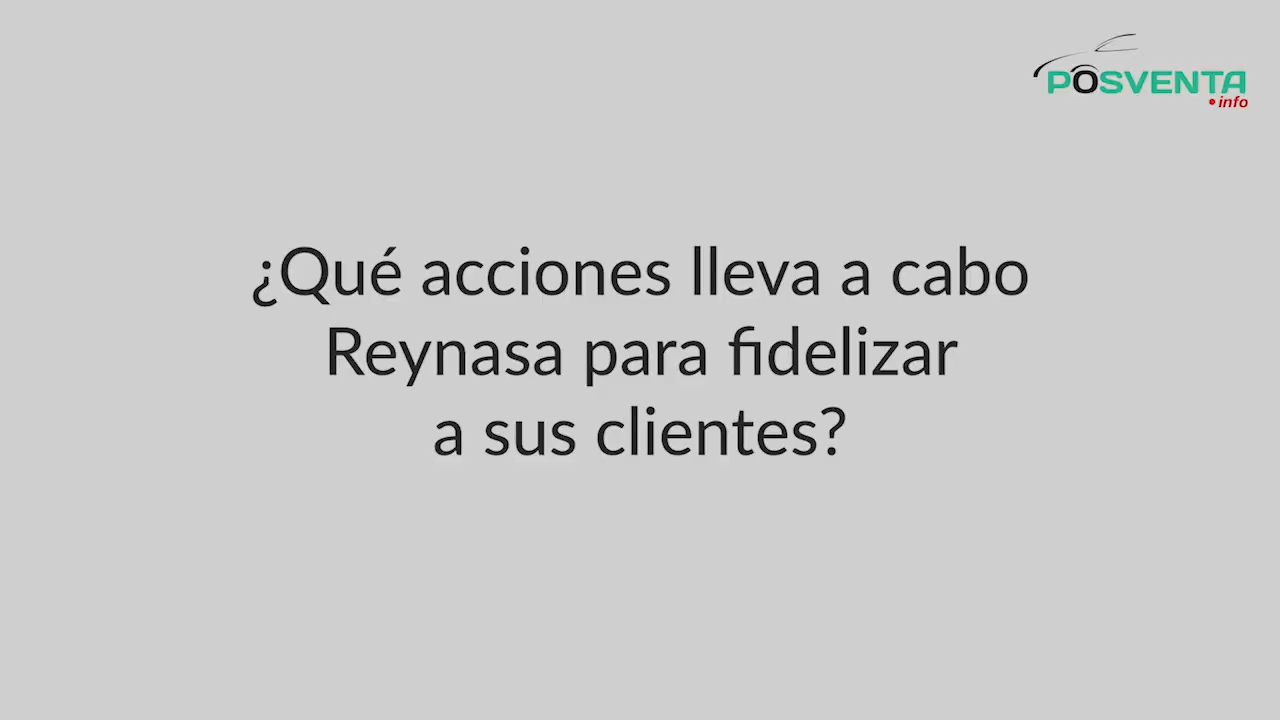 POSVENTA
info
¿Qué acciones lleva a cabo
Reynasa para fidelizar
a sus clientes?